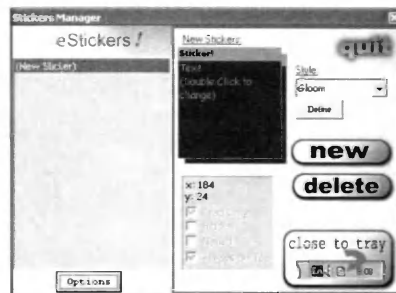 Stickers Manager
eStickers!
(New Sticker)
Options
New Stickers:
Sticker!
Text
(Double Click to
change)
x: 184
y: 24
quit
Style:
Gloom
Define
new
delete
close to tray